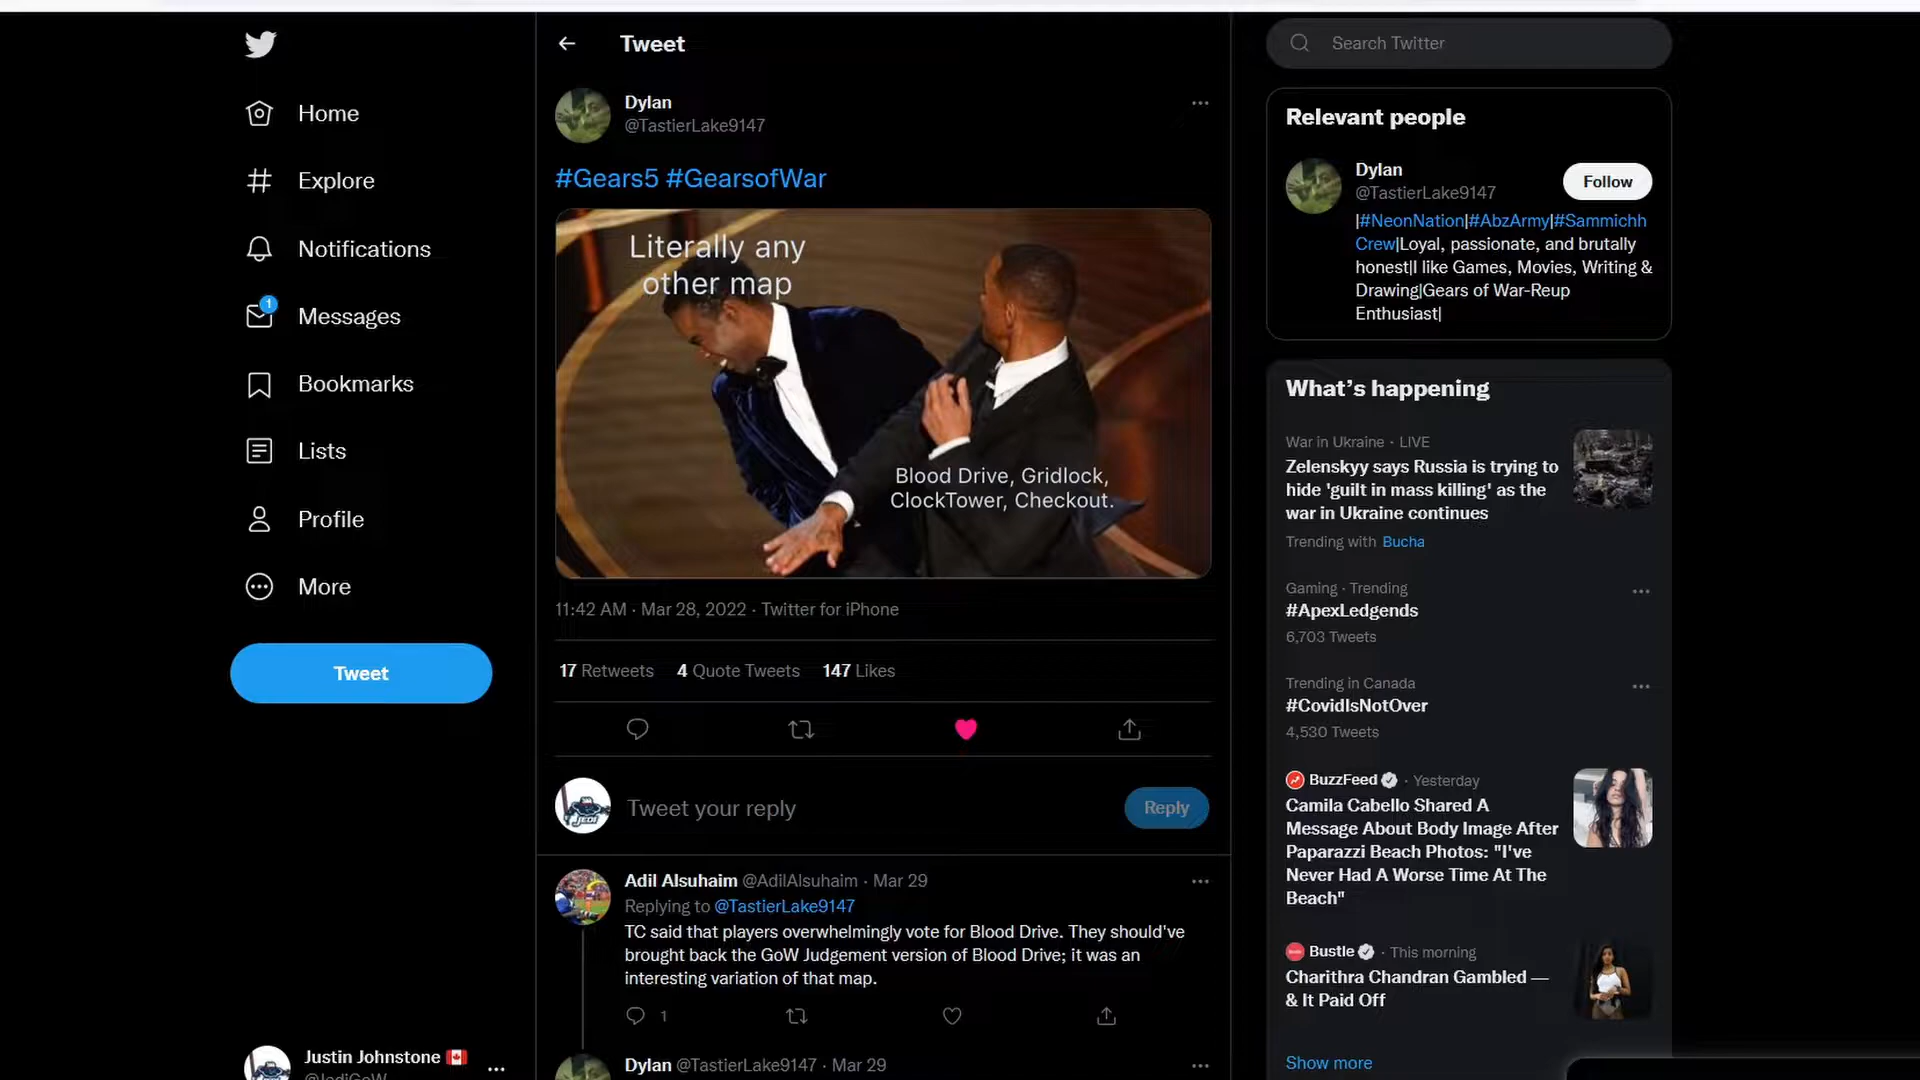 Home
Explore
Notifications
1
Messages
Bookmarks
Lists
Profile
More
Tweet
Justin Johnstone
Tweet
Dylan
@TastierLake9147
#Gears5 #GearsofWar
Literally any
other map
Blood Drive, Gridlock,
ClockTower, Checkout.
11:42 AM · Mar 28, 2022 · Twitter for iPhone
17 Retweets 4 Quote Tweets 147 Likes
JEDI
Tweet your reply
Reply
Adil Alsuhaim @AdilAlsuhaim · Mar 29
Replying to @TastierLake9147
TC said that players overwhelmingly vote for Blood Drive. They should've
brought back the GoW Judgement version of Blood Drive; it was an
interesting variation of that map.
1
Dylan @TastierLake9147 · Mar 29
Search Twitter
Relevant people
Dylan
@TastierLake9147
Follow
|#NeonNation|#AbzArmy|#Sammichh
Crew|Loyal, passionate, and brutally
honest|I like Games, Movies, Writing &
Drawing|Gears of War-Reup
Enthusiast|
What's happening
War in Ukraine · LIVE
Zelenskyy says Russia is trying to
hide 'guilt in mass killing' as the
war in Ukraine continues
Trending with Bucha
Gaming · Trending
#ApexLedgends
6,703 Tweets
Trending in Canada
#CovidIsNotOver
4,530 Tweets
BuzzFeed · Yesterday
Camila Cabello Shared A
Message About Body Image After
Paparazzi Beach Photos: "I've
Never Had A Worse Time At The
Beach"
Bustle · This morning
Charithra Chandran Gambled —
& It Paid Off
Show more